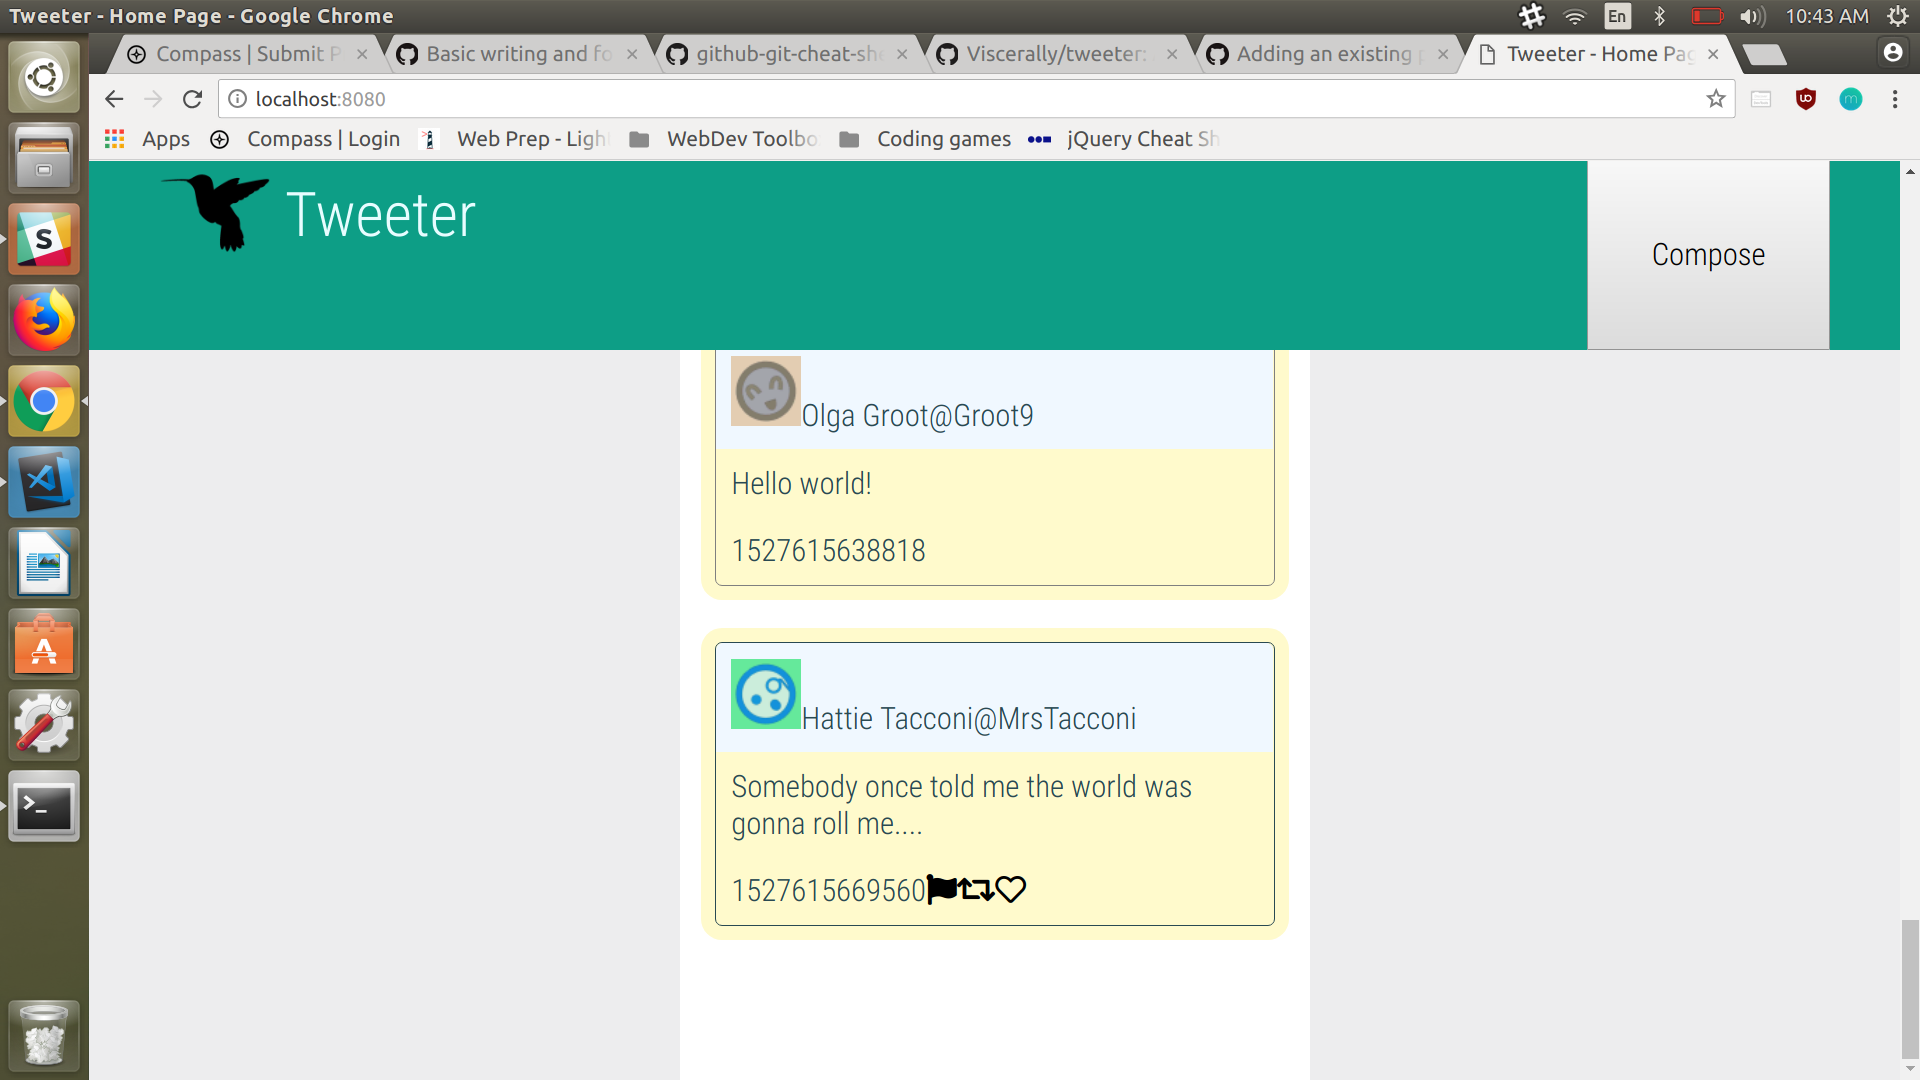 Tweeter - Home Page - Google Chrome
En
10:43 AM
Compass | Submit P
Basic writing and fo
github-git-cheat-she
Viscerally/tweeter:
Adding an existing p
Tweeter - Home Pag
localhost:8080
Apps
Compass | Login
Web Prep - Ligh
WebDev Toolbo
Coding games
jQuery Cheat Sh
Tweeter
Compose
Olga Groot@Groot9
Hello world!
1527615638818
Hattie Tacconi@MrsTacconi
Somebody once told me the world was
gonna roll me....
1527615669560